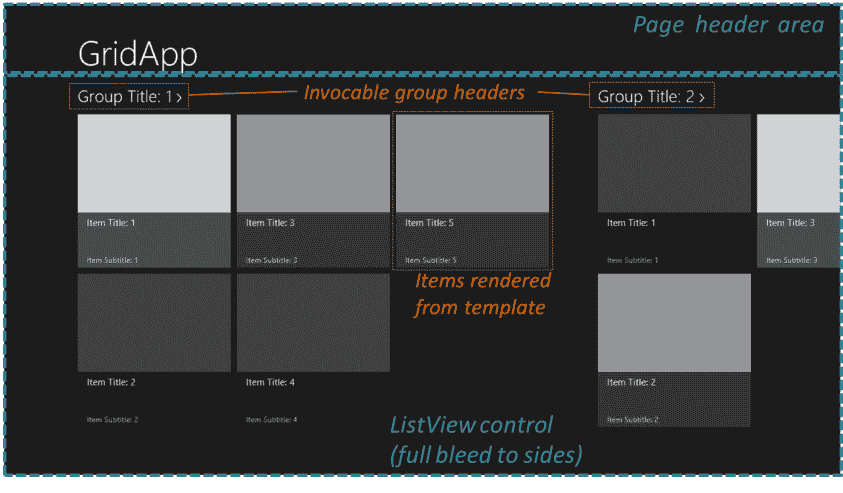 Page header area
GridApp
Group Title: 1 >
Invocable group headers
Group Title: 2 >
Item Title: 1
Item Subtitle: 1
Item Title: 3
Item Subtitle: 3
Item Title: 5
Item Subtitle: 5
Item Title: 1
Item Subtitle: 1
Item Title: 3
Item Subtitle: 3
Items rendered
from template
Item Title: 2
Item Subtitle: 2
Item Title: 4
Item Subtitle: 4
Item Title: 2
Item Subtitle: 2
ListView control
(full bleed to sides)